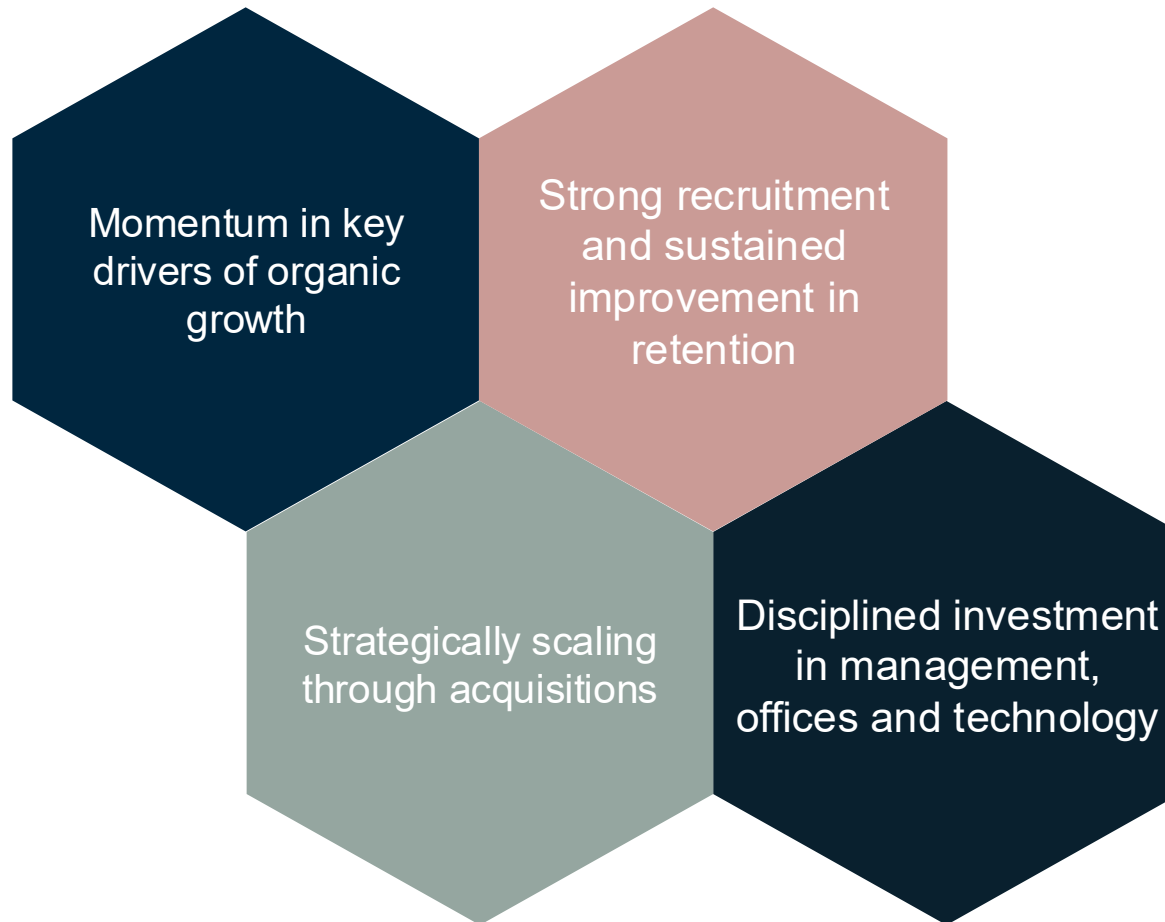 Momentum in key
drivers of organic
growth
Strong recruitment
and sustained
improvement in
retention
Strategically scaling
through acquisitions
Disciplined investment
in management,
offices and technology